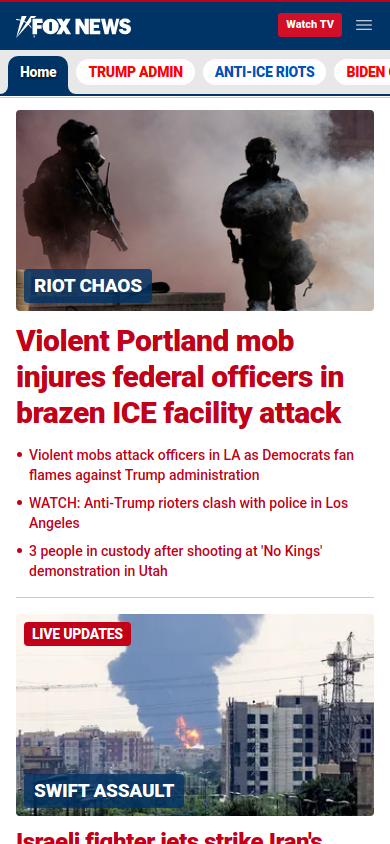 FOX NEWS
Watch TV
Home
TRUMP ADMIN
ANTI-ICE RIOTS
BIDEN
RIOT CHAOS
Violent Portland mob
injures federal officers in
brazen ICE facility attack
• Violent mobs attack officers in LA as Democrats fan
flames against Trump administration
• WATCH: Anti-Trump rioters clash with police in Los
Angeles
• 3 people in custody after shooting at 'No Kings'
demonstration in Utah
LIVE UPDATES
SWIFT ASSAULT
Israeli fighter jets strike Iran's